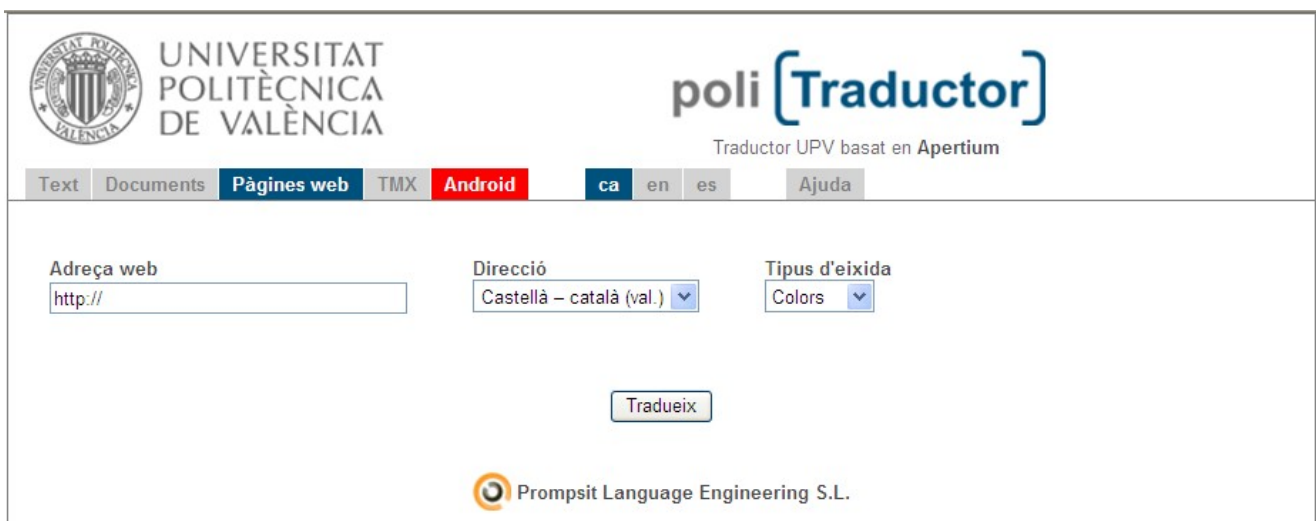 UNIVERSITAT
POLITÈCNICA
DE VALÈNCIA
poli [Traductor]
Traductor UPV basat en Apertium
Text Documents Pàgines web TMX Android ca en es Ajuda
Adreça web Direcció Tipus d'eixida
http:// Castellà – català (val.) Colors
Tradueix
Prompsit Language Engineering S.L.